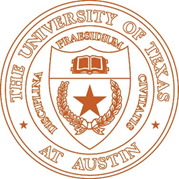 THE UNIVERSITY OF TEXAS
AT AUSTIN
DISCIPLINA PRAESIDIUM CIVITATIS